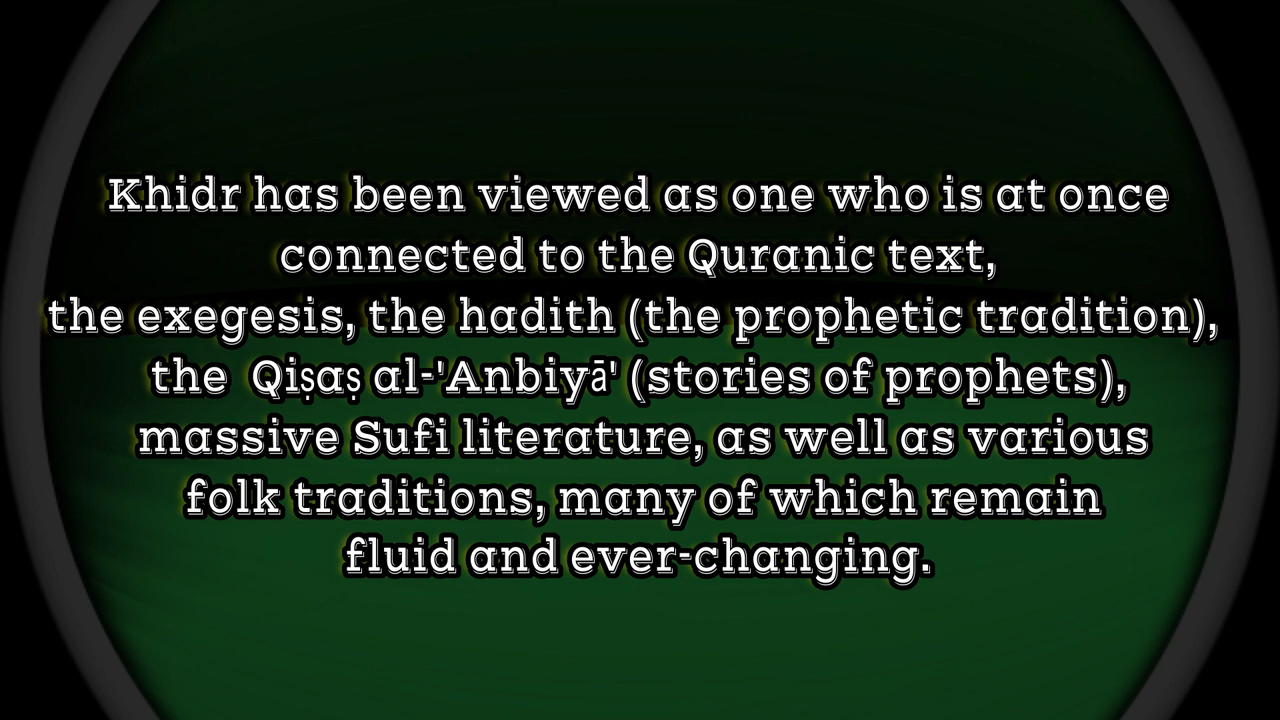 Khidr has been viewed as one who is at once
connected to the Quranic text,
the exegesis, the hadith (the prophetic tradition),
the  Qiṣaṣ al-'Anbiyā' (stories of prophets),
massive Sufi literature, as well as various
folk traditions, many of which remain
fluid and ever-changing.